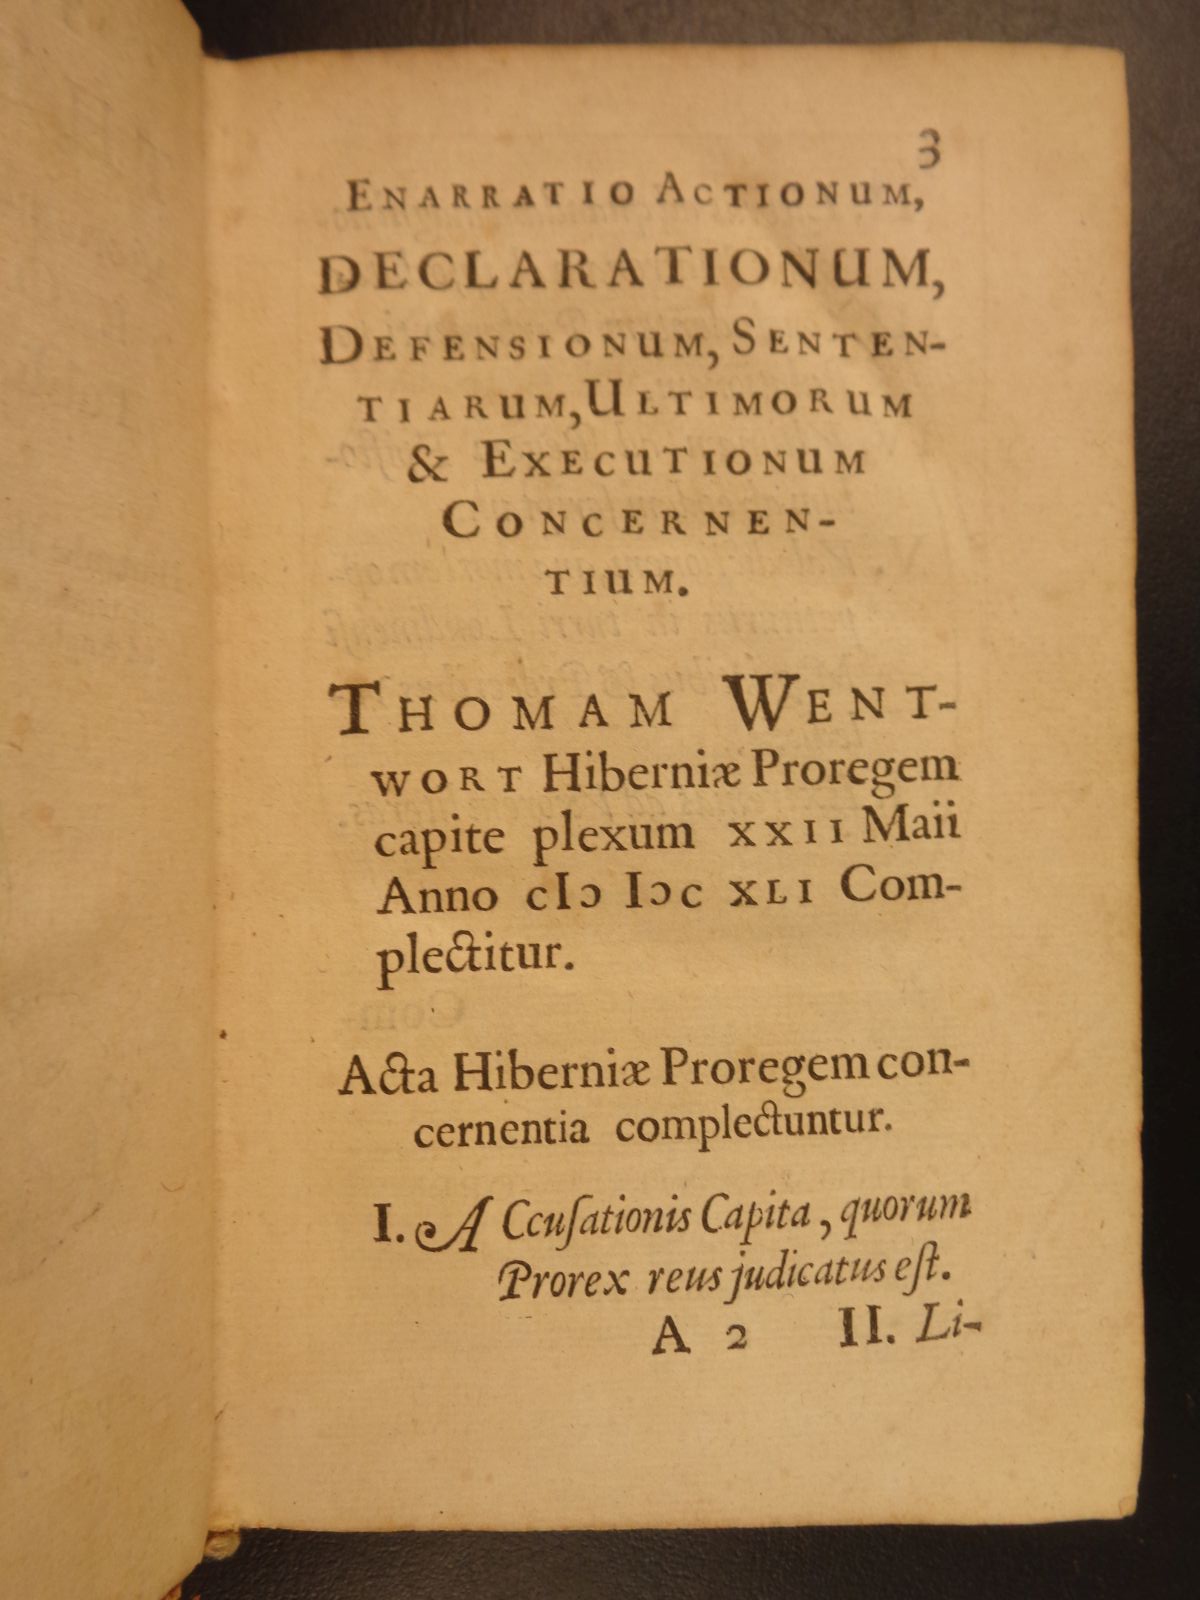 3
ENARRATIO ACTIONUM,
DECLARATIONUM,
DEFENSIONUM, SENTEN-
TIARUM, ULTIMORUM
& EXECUTIONUM
CONCERNEN-
TIUM.
THOMAM WENT-
WORT Hiberniæ Proregem
capite plexum XXII Maii
Anno cIↄ Iↄc XLI Com-
plectitur.
Acta Hiberniæ Proregem con-
cernentia complectuntur.
I. ACcuſationis Capita, quorum
Prorex reus judicatus eſt.
A 2 II. Li-